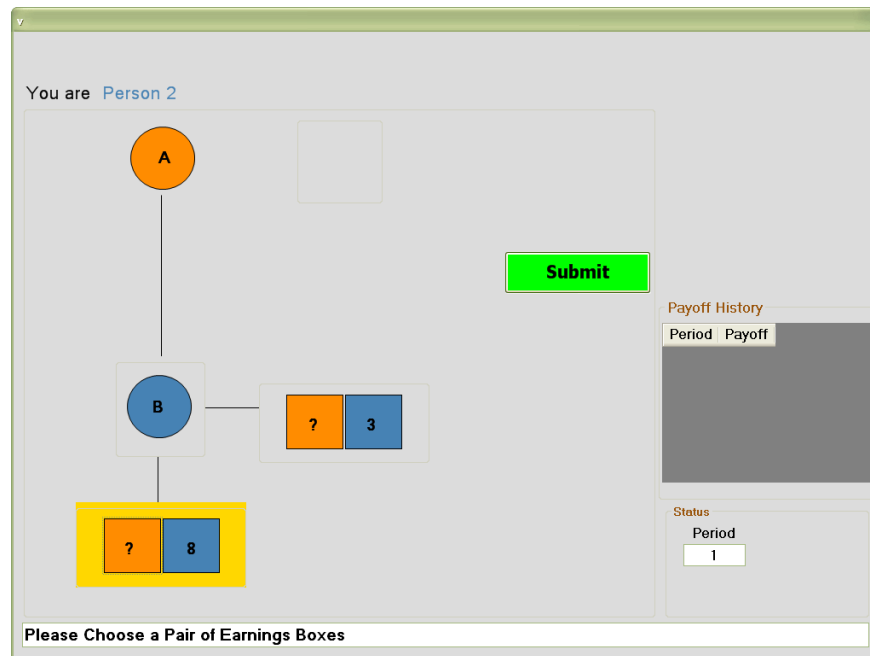 v
You are Person 2
A
Submit
Payoff History
Period Payoff
B
? 3
Status
Period
1
? 8
Please Choose a Pair of Earnings Boxes